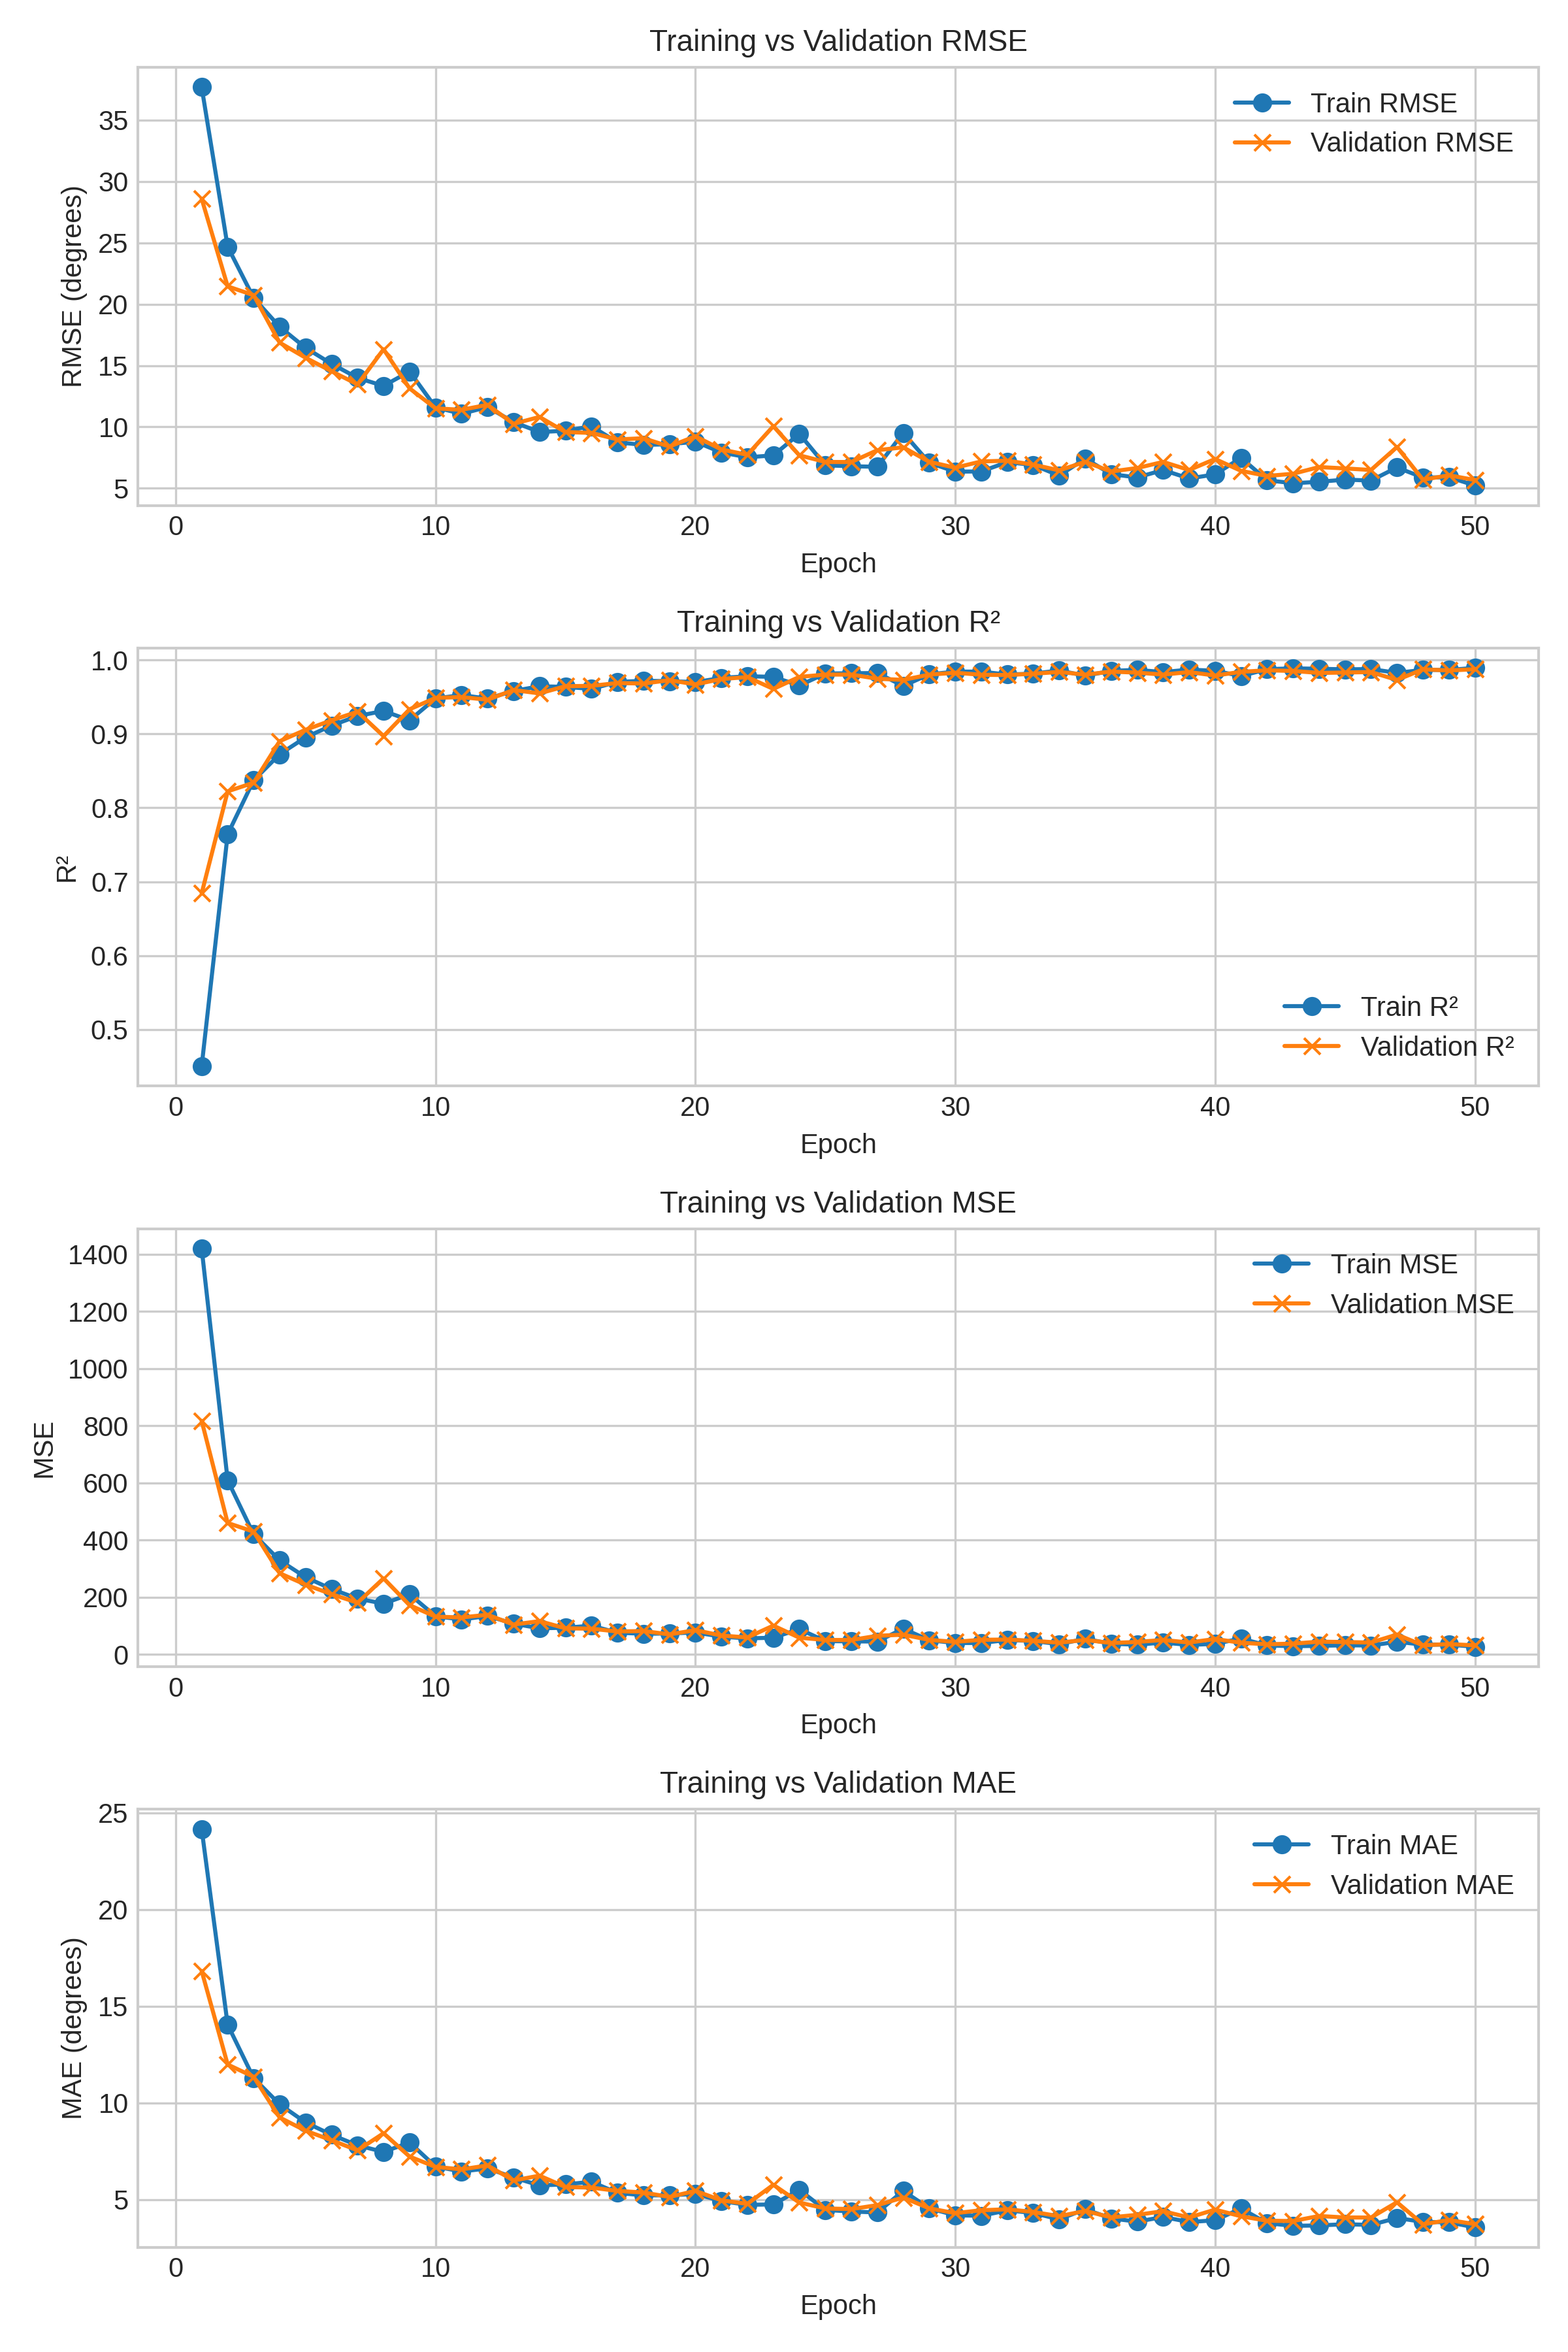 Training vs Validation RMSE
RMSE (degrees)
35
30
25
20
15
10
5
Train RMSE
Validation RMSE
0 10 20 30 40 50
Epoch
Training vs Validation R²
R²
1.0
0.9
0.8
0.7
0.6
0.5
Train R²
Validation R²
0 10 20 30 40 50
Epoch
Training vs Validation MSE
MSE
1400
1200
1000
800
600
400
200
0
Train MSE
Validation MSE
0 10 20 30 40 50
Epoch
Training vs Validation MAE
MAE (degrees)
25
20
15
10
5
Train MAE
Validation MAE
0 10 20 30 40 50
Epoch